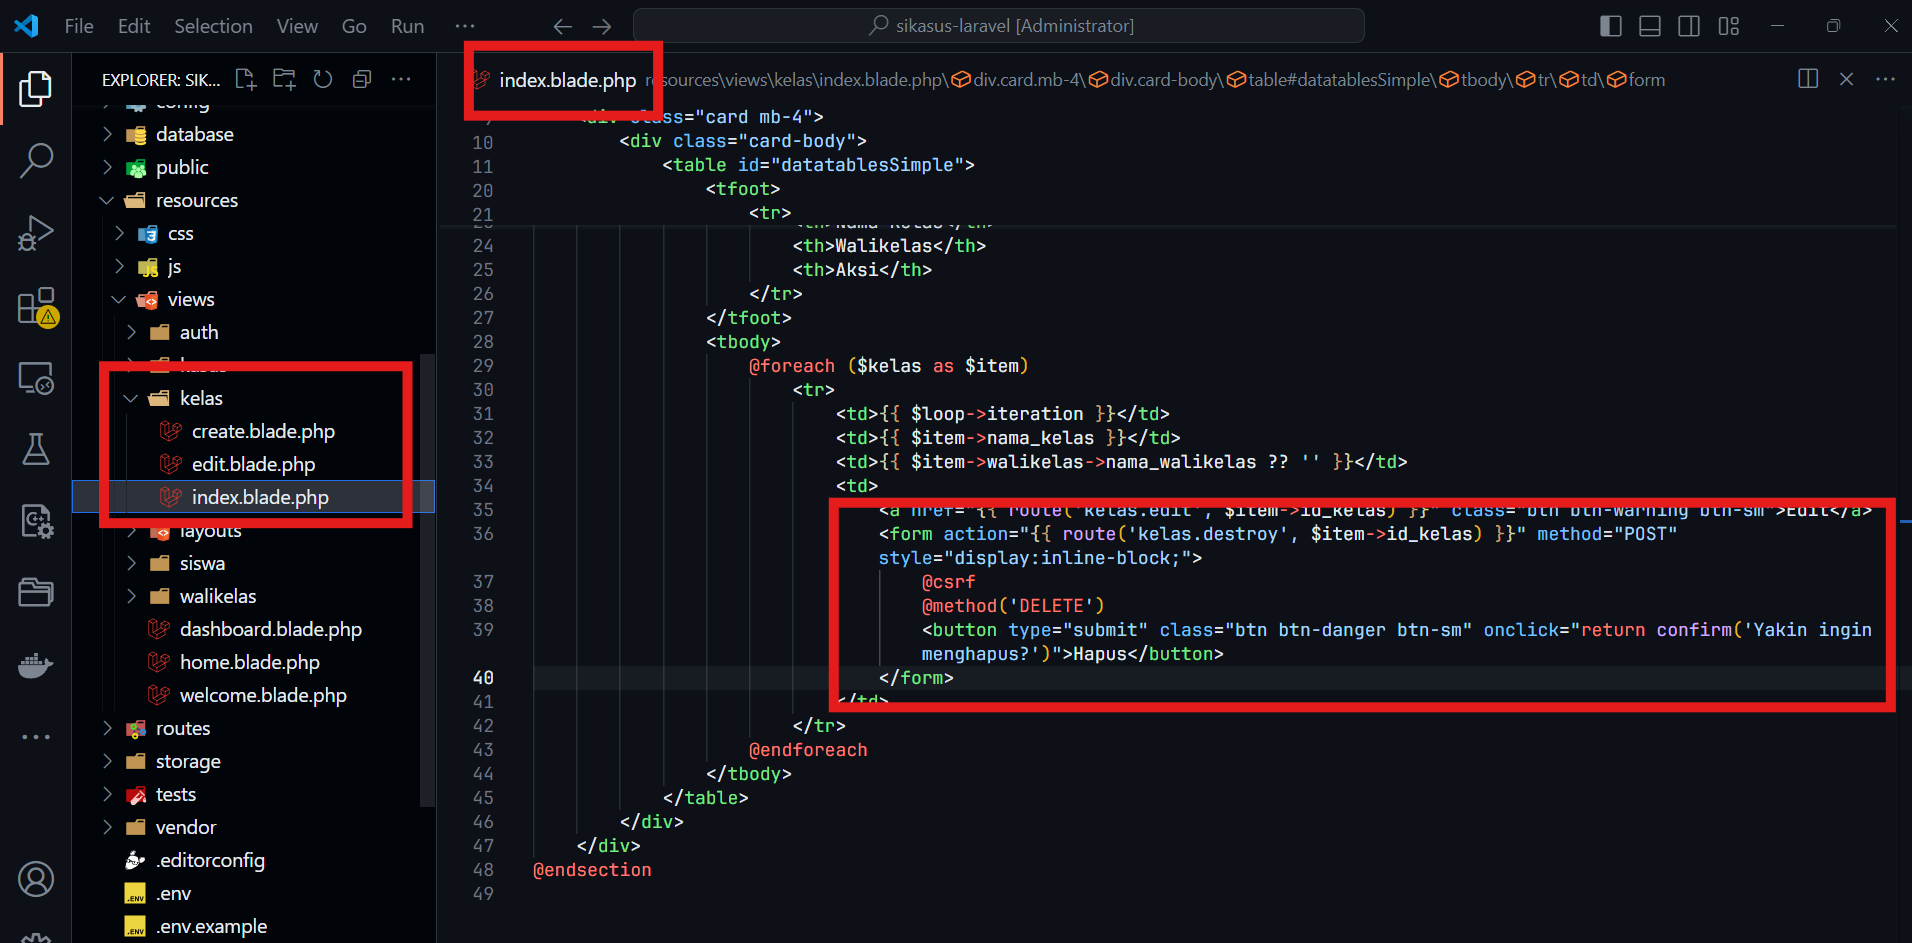 File Edit Selection View Go Run ··· sikasus-laravel [Administrator]
EXPLORER: SIK...
config
database
public
resources
css
js
views
auth
kelas
create.blade.php
edit.blade.php
index.blade.php
layouts
siswa
walikelas
dashboard.blade.php
home.blade.php
welcome.blade.php
routes
storage
tests
vendor
.editorconfig
.env
.env.example
index.blade.php resources\views\kelas\index.blade.php\div.card.mb-4\div.card-body\table#datatablesSimple\tbody\tr\td\form
9 <div class="card mb-4">
10 <div class="card-body">
11 <table id="datatablesSimple">
20 <tfoot>
21 <tr>
23 <th>Nama Kelas</th>
24 <th>Walikelas</th>
25 <th>Aksi</th>
26 </tr>
27 </tfoot>
28 <tbody>
29 @foreach ($kelas as $item)
30 <tr>
31 <td>{{ $loop->iteration }}</td>
32 <td>{{ $item->nama_kelas }}</td>
33 <td>{{ $item->walikelas->nama_walikelas ?? '' }}</td>
34 <td>
35 <a href="{{ route('kelas.edit', $item->id_kelas) }}" class="btn btn-warning btn-sm">Edit</a>
36 <form action="{{ route('kelas.destroy', $item->id_kelas) }}" method="POST"
style="display:inline-block;">
37 @csrf
38 @method('DELETE')
39 <button type="submit" class="btn btn-danger btn-sm" onclick="return confirm('Yakin ingin
menghapus?')">Hapus</button>
40 </form>
41 </td>
42 </tr>
43 @endforeach
44 </tbody>
45 </table>
46 </div>
47 </div>
48 @endsection
49